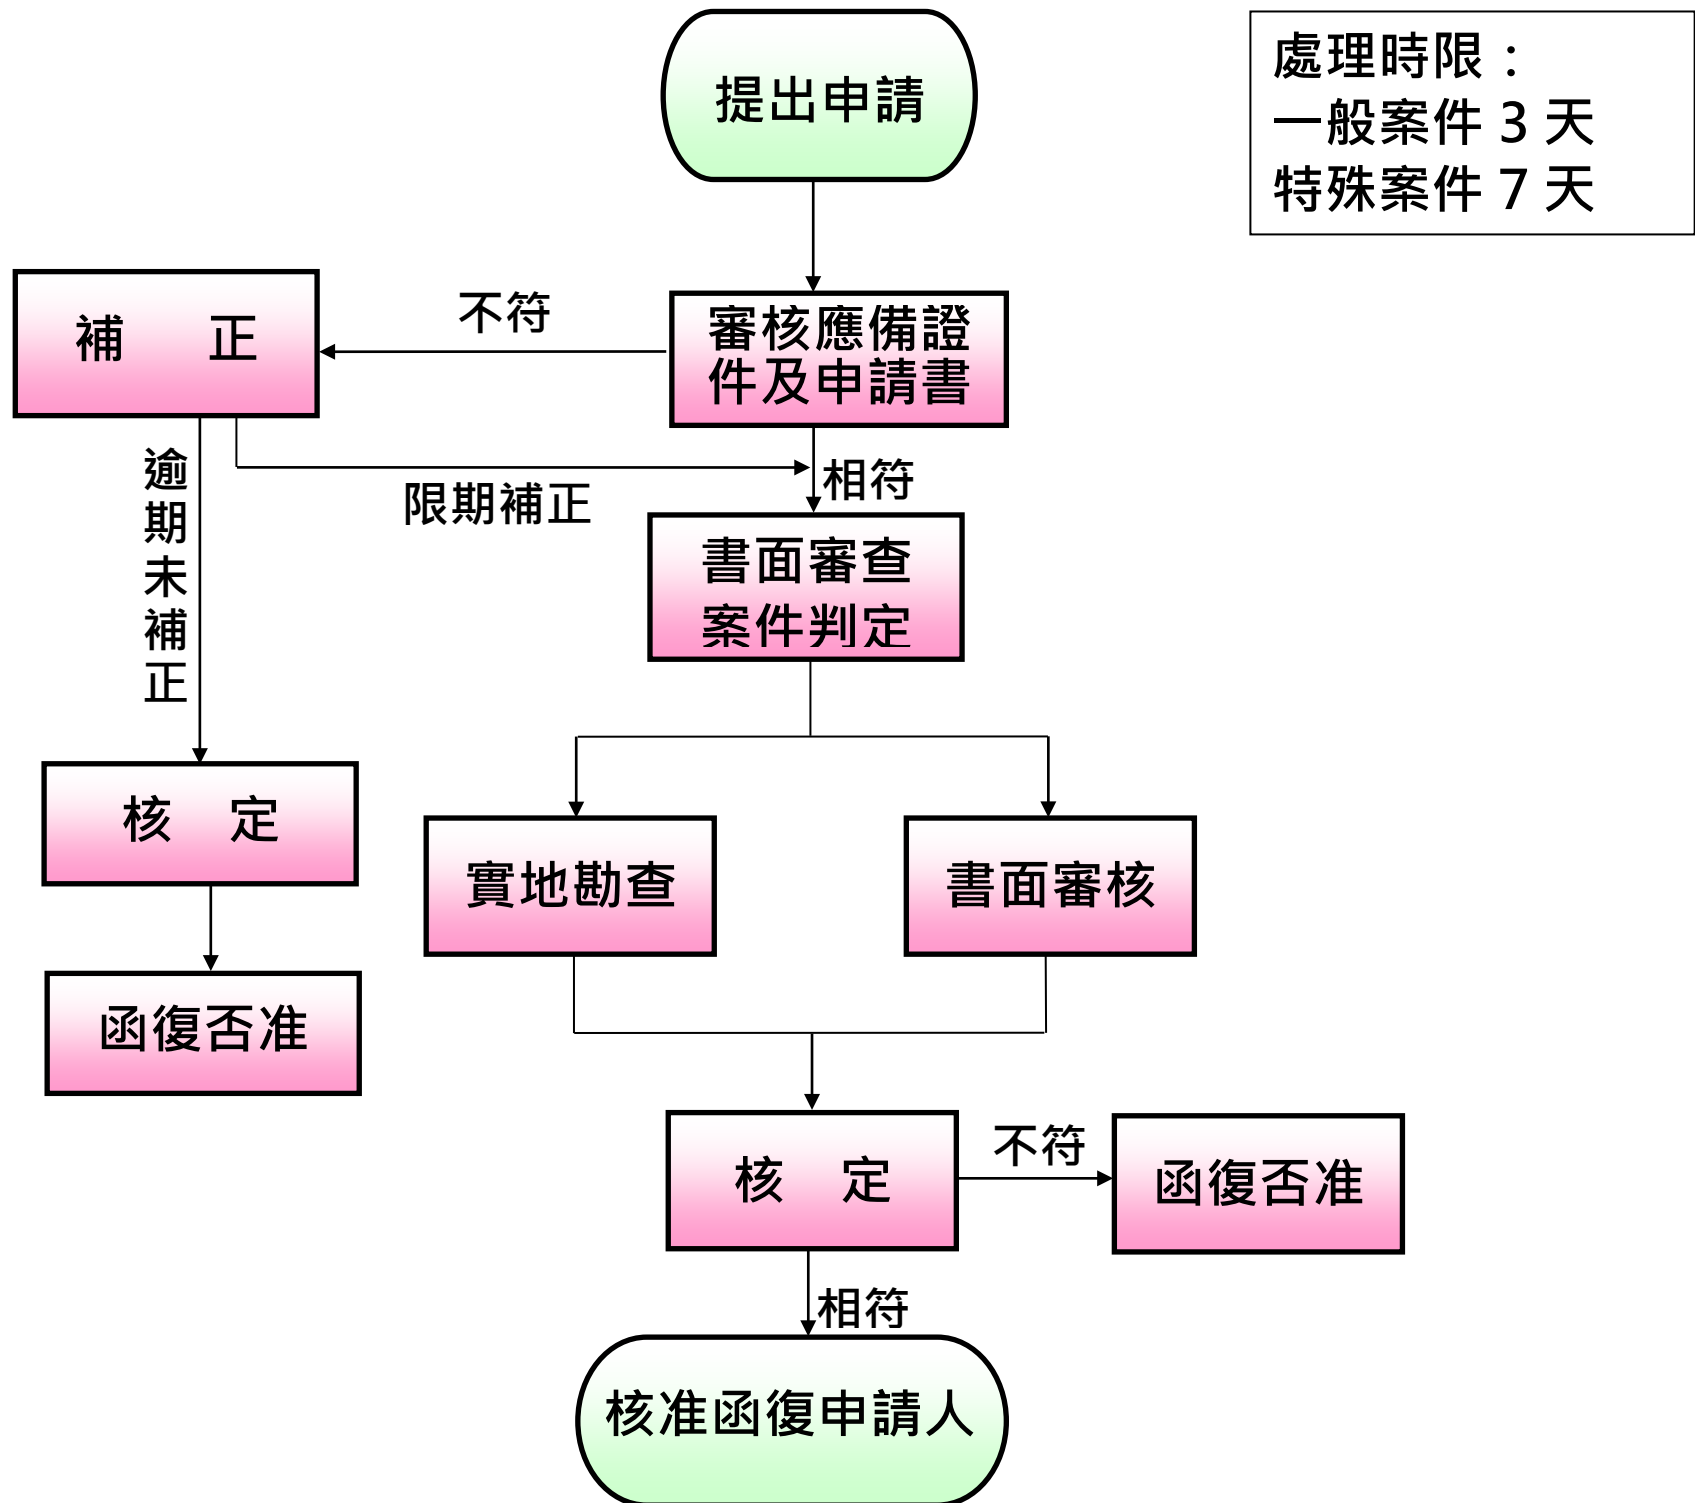 提出申請
處理時限：
一般案件 3 天
特殊案件 7 天
審核應備證
件及申請書
不符
補正
相符
限期補正
逾期未補正
書面審查
案件判定
核定
實地勘查
書面審核
函復否准
核定
不符
函復否准
相符
核准函復申請人